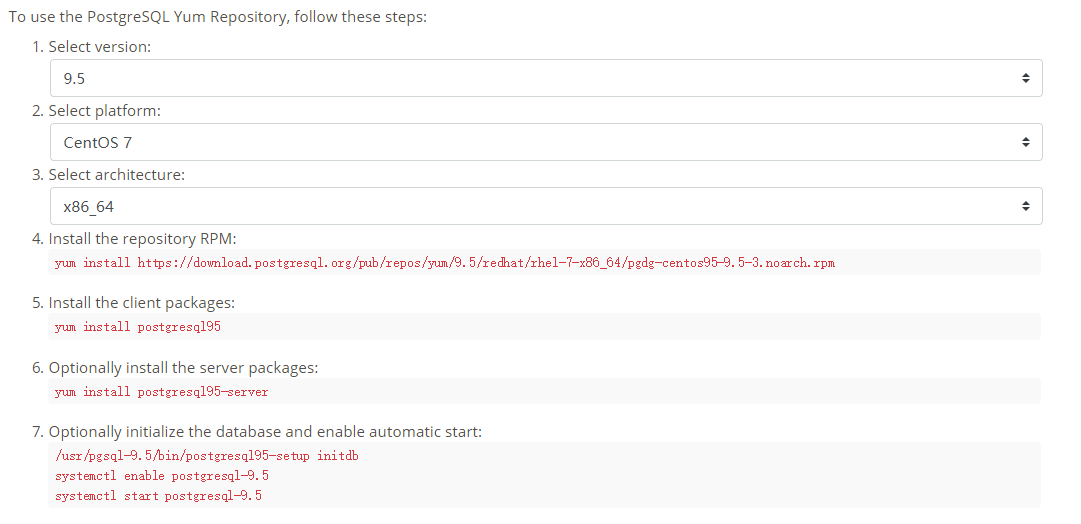 To use the PostgreSQL Yum Repository, follow these steps:
1. Select version:
9.5
2. Select platform:
CentOS 7
3. Select architecture:
x86_64
4. Install the repository RPM:
yum install https://download.postgresql.org/pub/repos/yum/9.5/redhat/rhel-7-x86_64/pgdg-centos95-9.5-3.noarch.rpm
5. Install the client packages:
yum install postgresql95
6. Optionally install the server packages:
yum install postgresql95-server
7. Optionally initialize the database and enable automatic start:
/usr/pgsql-9.5/bin/postgresql95-setup initdb
systemctl enable postgresql-9.5
systemctl start postgresql-9.5